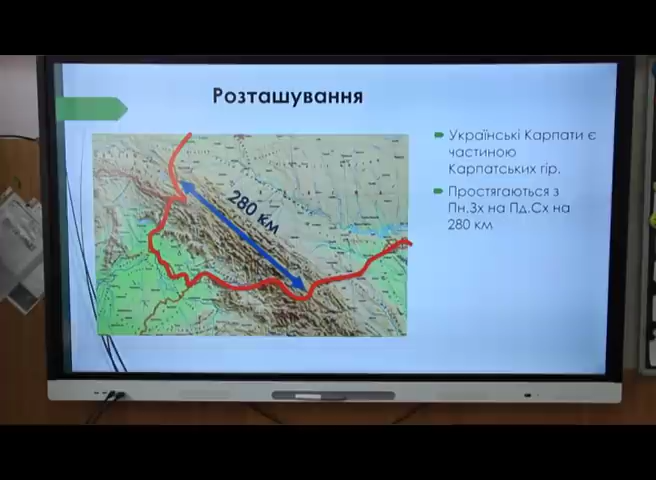 Розташування
280 км
Українські Карпати є
частиною
Карпатських гір.
Простягаються з
Пн.Зх на Пд.Сх на
280 км